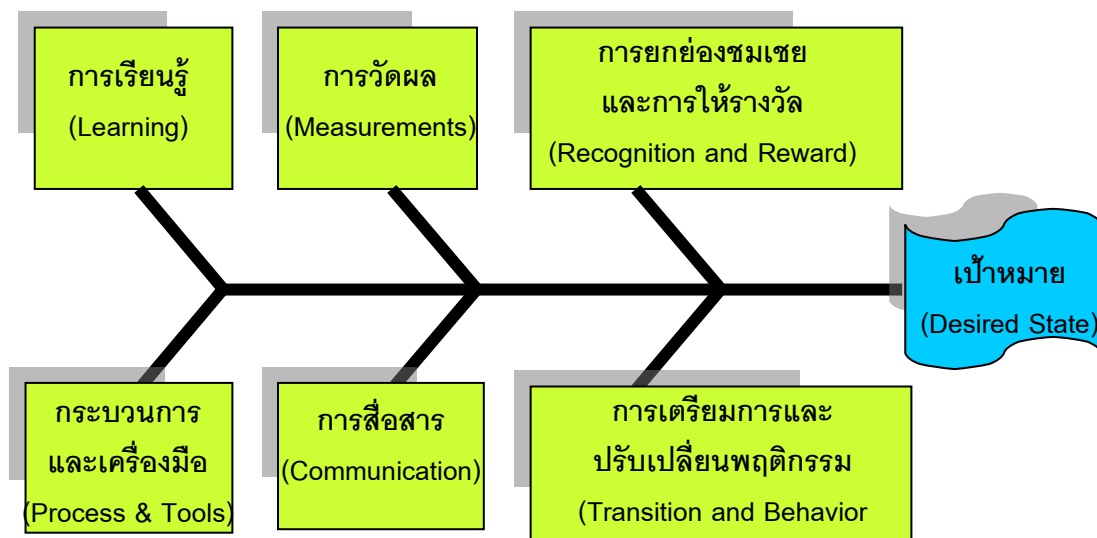 การเรียนรู้
(Learning)
การวัดผล
(Measurements)
การยกย่องชมเชย
และการให้รางวัล
(Recognition and Reward)
เป้าหมาย
(Desired State)
กระบวนการ
และเครื่องมือ
(Process & Tools)
การสื่อสาร
(Communication)
การเตรียมการและ
ปรับเปลี่ยนพฤติกรรม
(Transition and Behavior